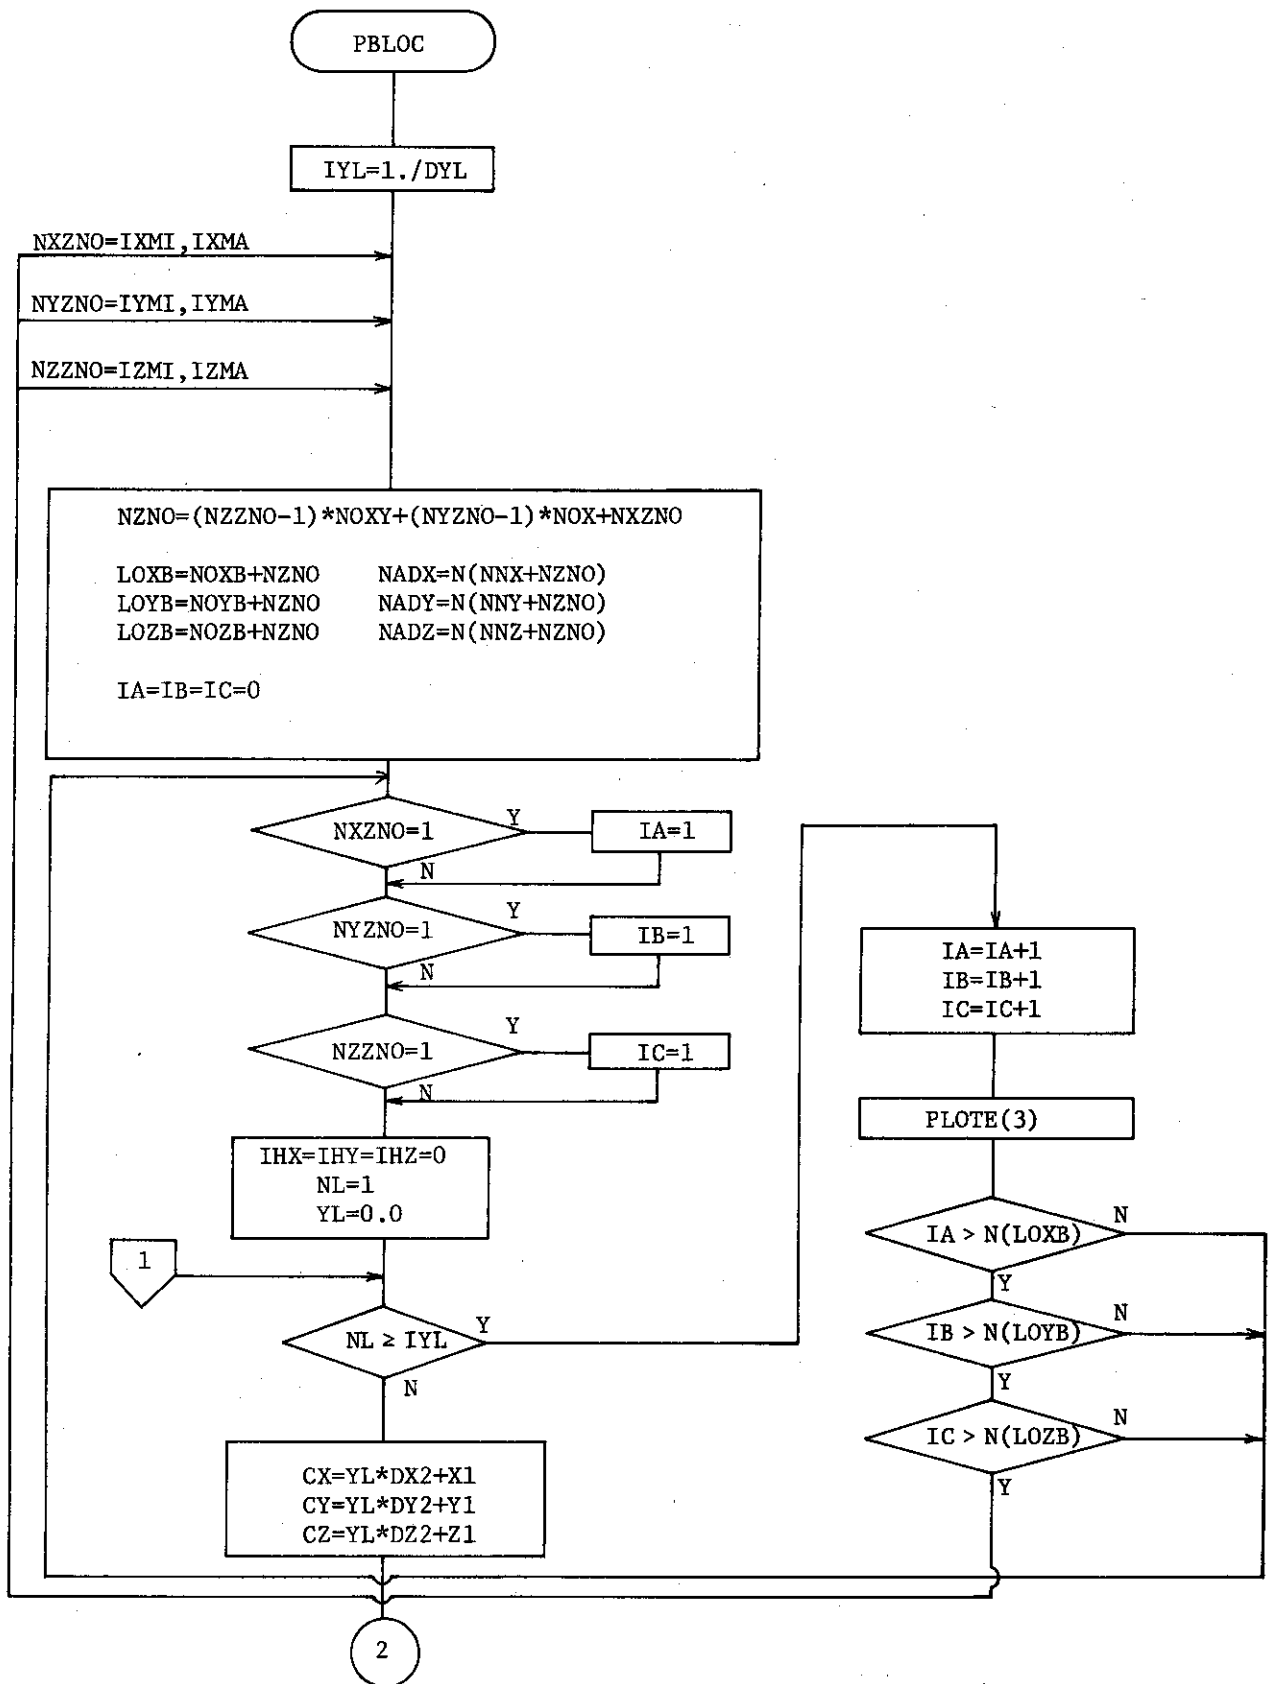 PBLOC
IYL=1./DYL
NXZNO=IXMI,IXMA
NYZNO=IYMI,IYMA
NZZNO=IZMI,IZMA
NZNO=(NZZNO-1)*NOXY+(NYZNO-1)*NOX+NXZNO
LOXB=NOXB+NZNO NADX=N(NNX+NZNO)
LOYB=NOYB+NZNO NADY=N(NNY+NZNO)
LOZB=NOZB+NZNO NADZ=N(NNZ+NZNO)
IA=IB=IC=0
NXZNO=1
Y
IA=1
N
NYZNO=1
Y
IB=1
N
NZZNO=1
Y
IC=1
N
IHX=IHY=IHZ=0
NL=1
YL=0.0
1
NL ≥ IYL
Y
N
CX=YL*DX2+X1
CY=YL*DY2+Y1
CZ=YL*DZ2+Z1
2
IA=IA+1
IB=IB+1
IC=IC+1
PLOTE(3)
IA > N(LOXB)
N
Y
IB > N(LOYB)
N
Y
IC > N(LOZB)
N
Y